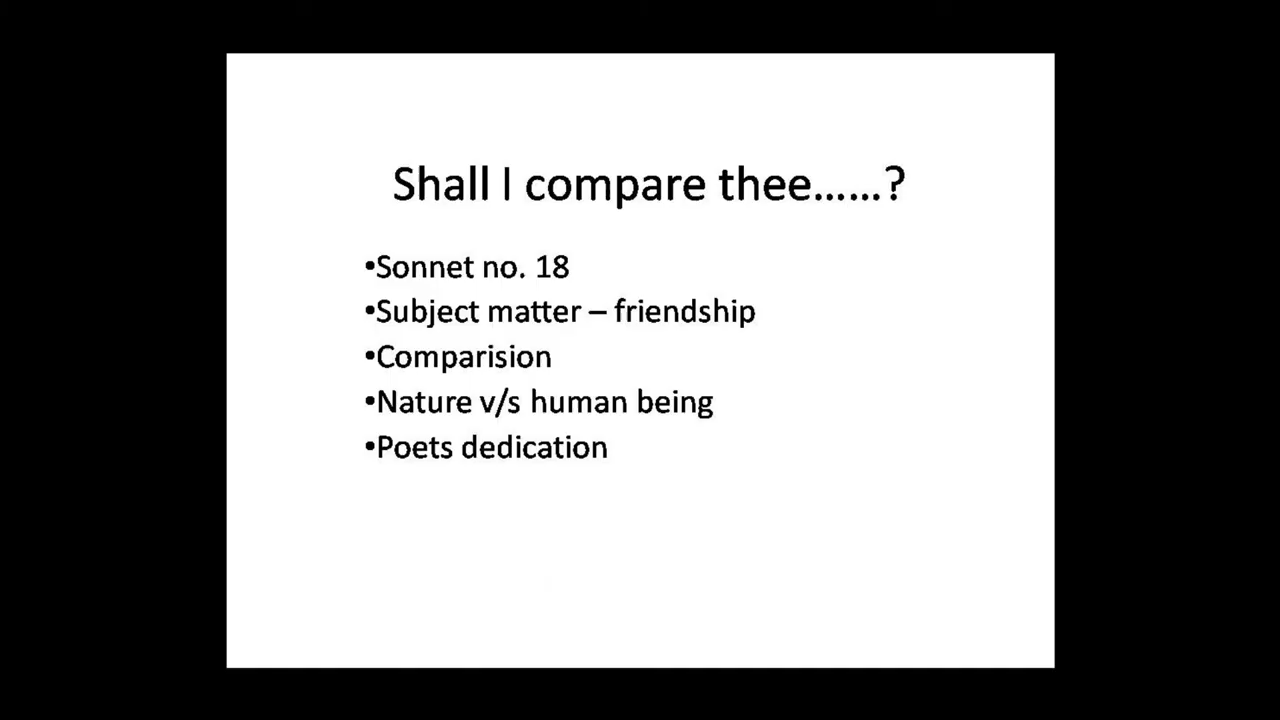 Shall I compare thee......?
•Sonnet no. 18
•Subject matter – friendship
•Comparision
•Nature v/s human being
•Poets dedication